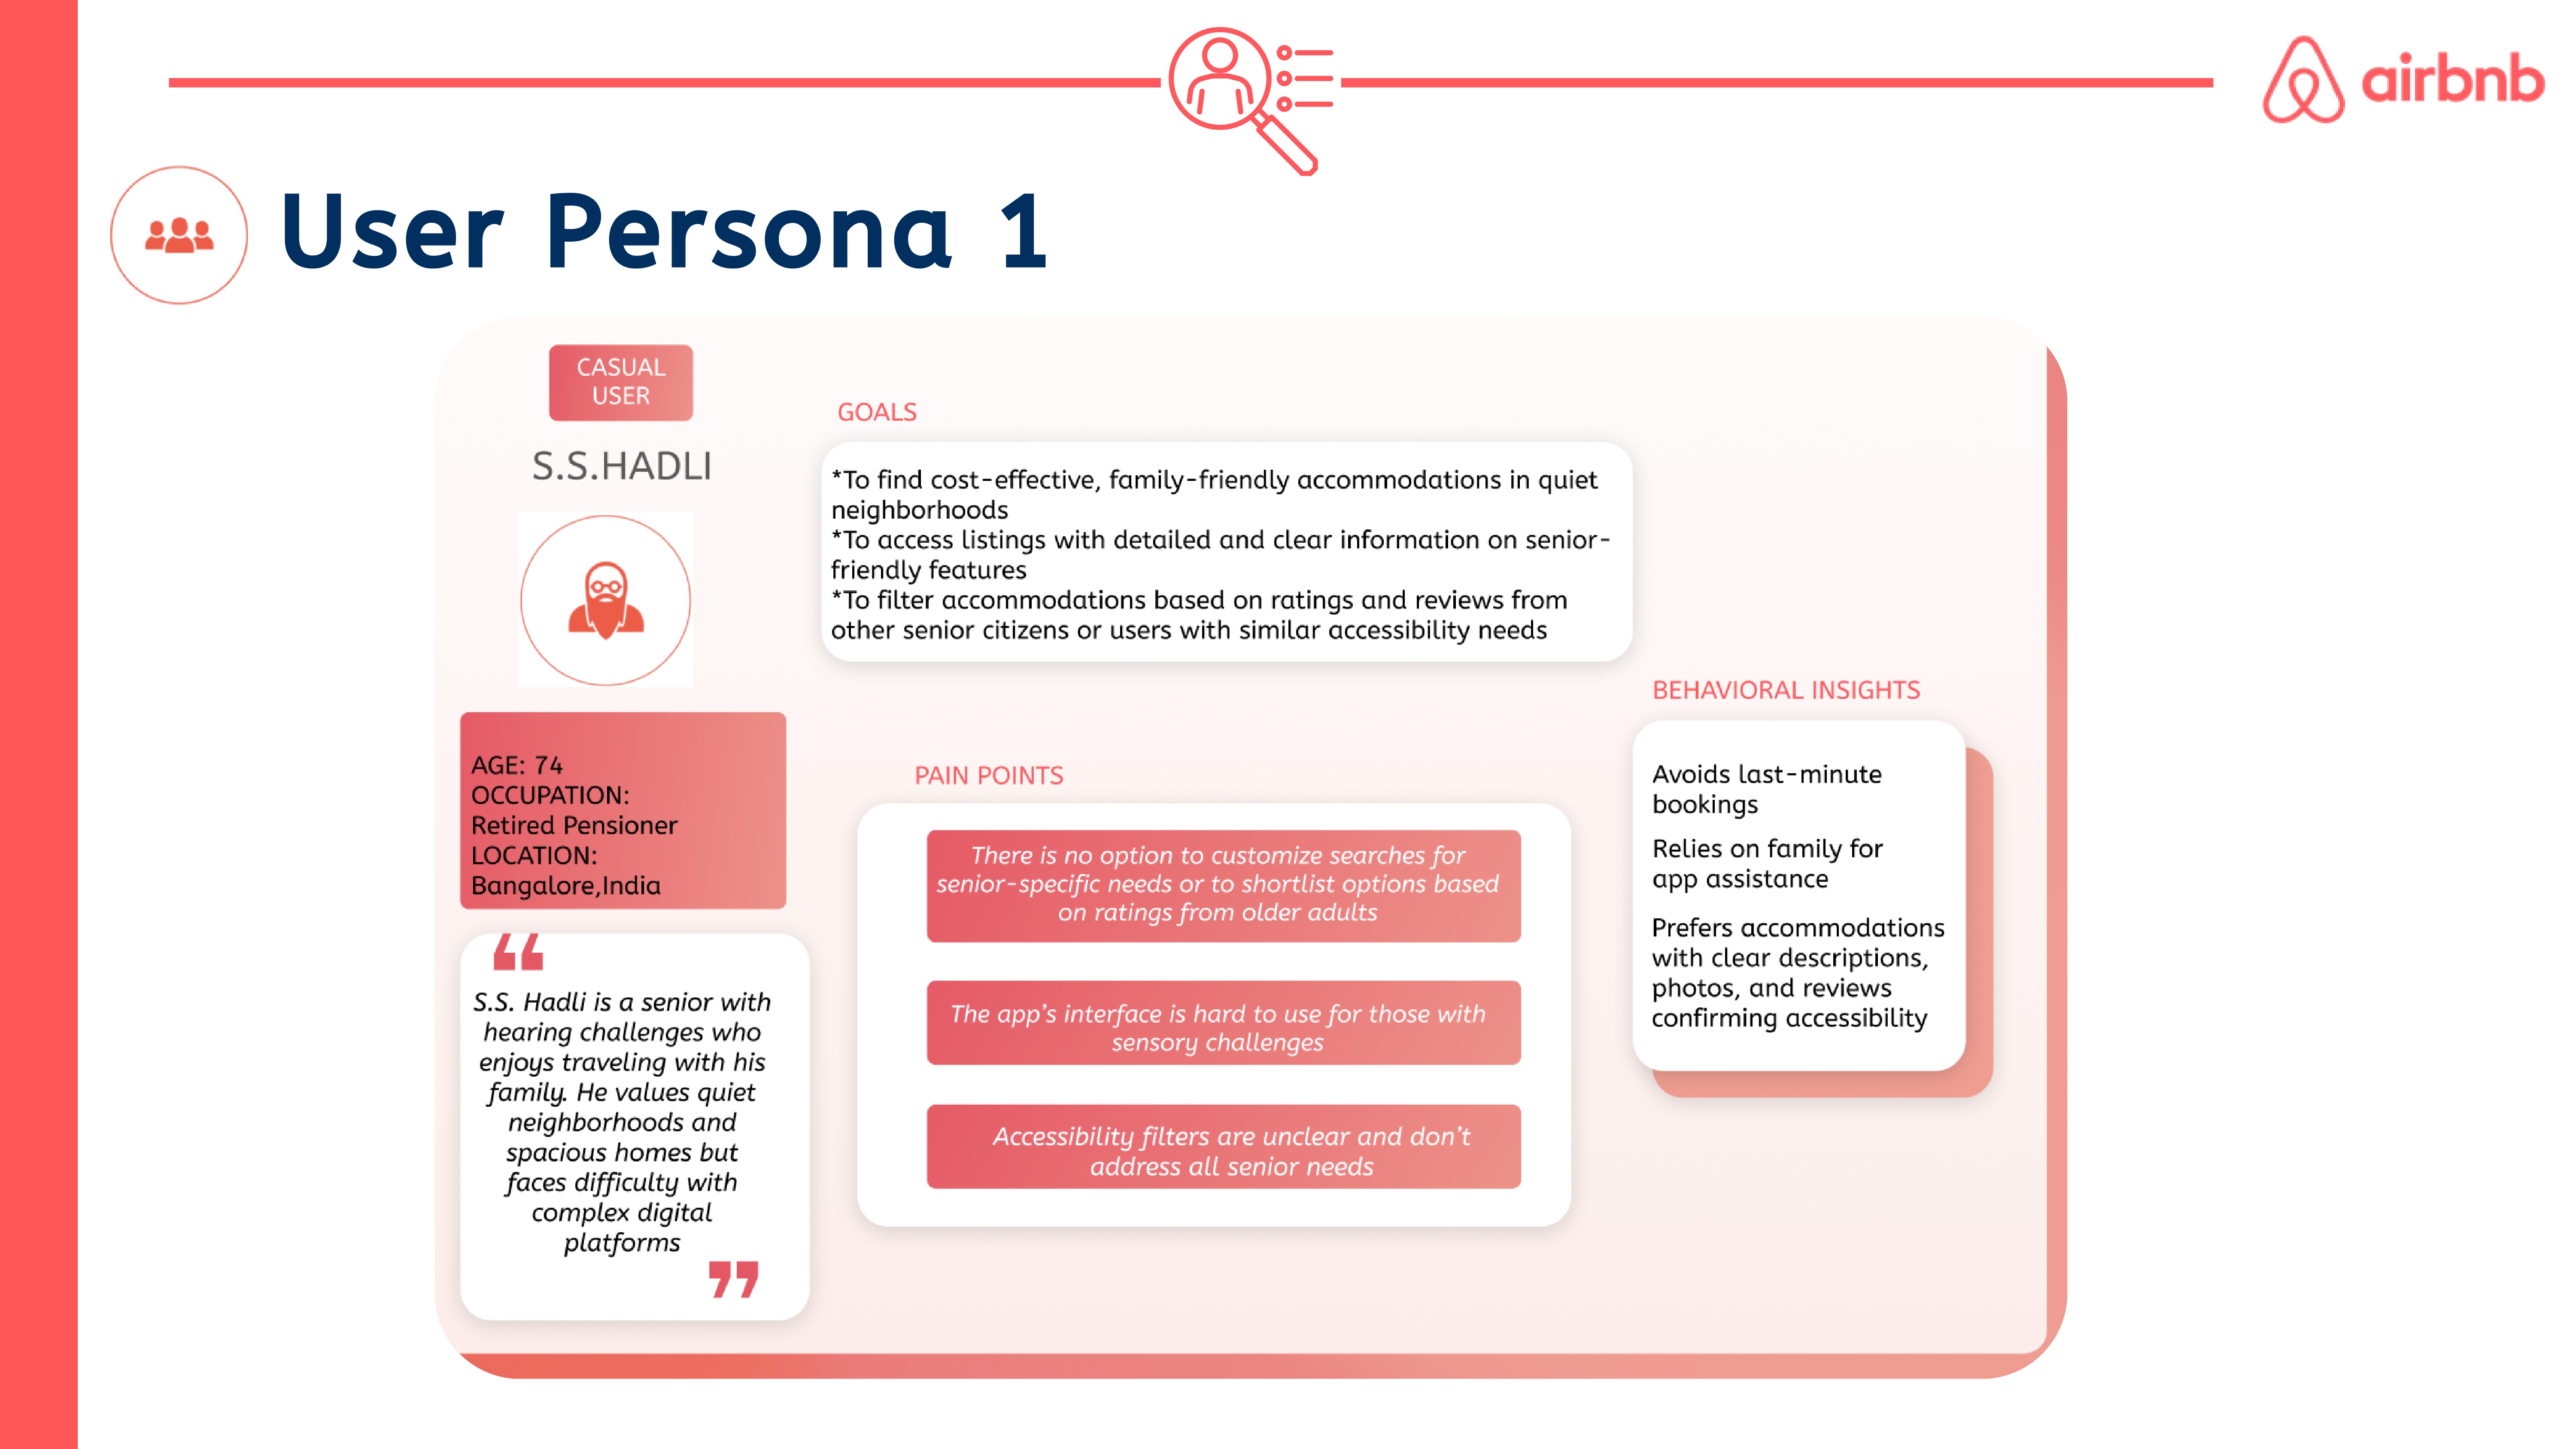 airbnb
User Persona 1
CASUAL
USER
S.S.HADLI
AGE: 74
OCCUPATION:
Retired Pensioner
LOCATION:
Bangalore,India
“
S.S. Hadli is a senior with
hearing challenges who
enjoys traveling with his
family. He values quiet
neighborhoods and
spacious homes but
faces difficulty with
complex digital
platforms
”
GOALS
*To find cost-effective, family-friendly accommodations in quiet
neighborhoods
*To access listings with detailed and clear information on senior-
friendly features
*To filter accommodations based on ratings and reviews from
other senior citizens or users with similar accessibility needs
PAIN POINTS
There is no option to customize searches for
senior-specific needs or to shortlist options based
on ratings from older adults
The app’s interface is hard to use for those with
sensory challenges
Accessibility filters are unclear and don’t
address all senior needs
BEHAVIORAL INSIGHTS
Avoids last-minute
bookings
Relies on family for
app assistance
Prefers accommodations
with clear descriptions,
photos, and reviews
confirming accessibility